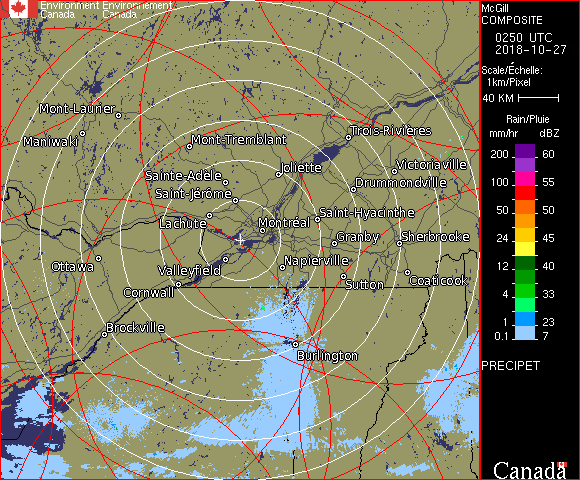 Environment Environnement
Canada Canada
McGill
COMPOSITE
0250 UTC
2018-10-27
Scale/Échelle:
1km/Pixel
40 KM
Rain/Pluie
mm/hr dBZ
200 60
100 55
50 50
24 45
12 40
4 33
1 23
0.1 7
PRECIPET
Mont-Laurier
Maniwaki
Mont-Tremblant
Trois-Rivières
Sainte-Adèle
Joliette
Victoriaville
Saint-Jérôme
Drummondville
Lachute
Montréal
Saint-Hyacinthe
Granby
Sherbrooke
Ottawa
Valleyfield
Napierville
Cornwall
Sutton
Coaticook
Brockville
Burlington
Canada